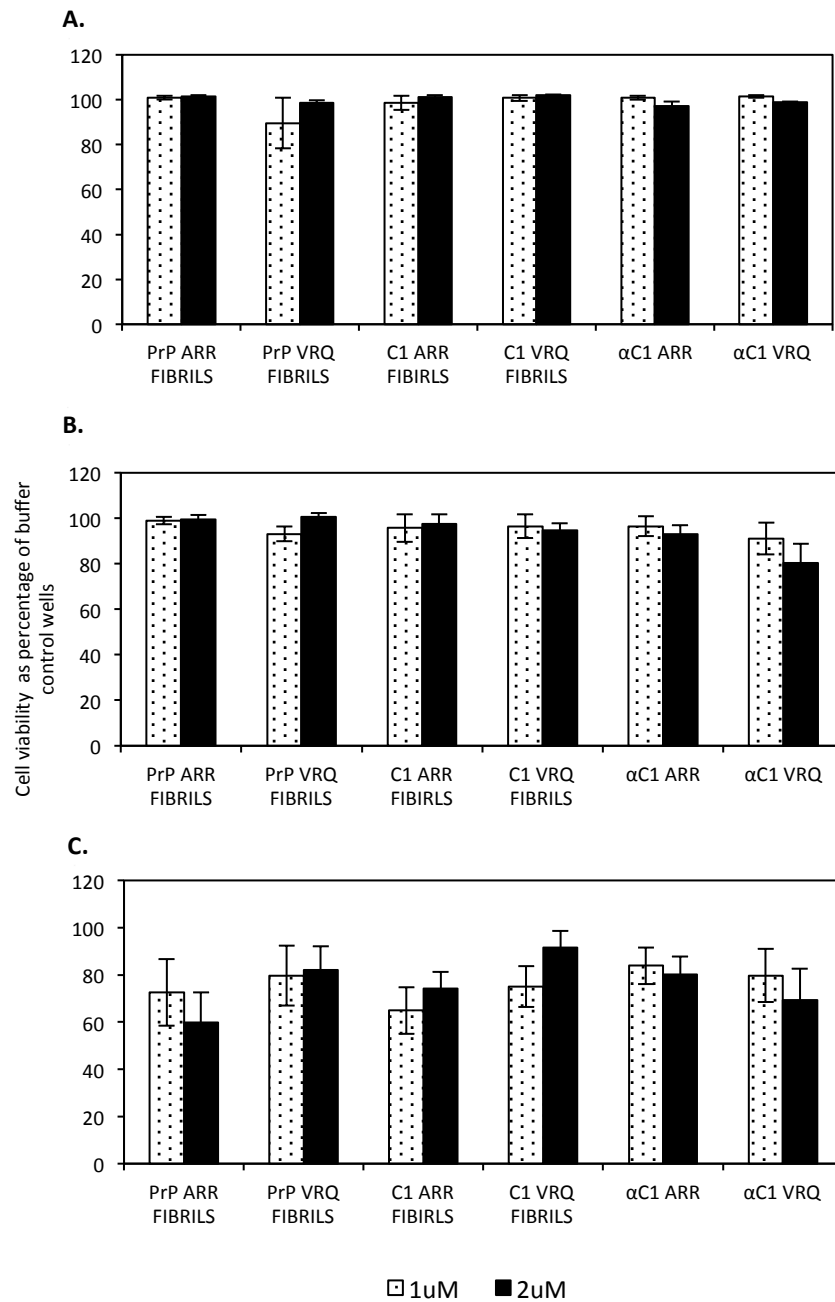 A.
120
100
80
60
40
20
0
PrP ARR FIBRILS
PrP VRQ FIBRILS
C1 ARR FIBIRLS
C1 VRQ FIBRILS
αC1 ARR
αC1 VRQ
Cell viability as percentage of buffer control wells
B.
120
100
80
60
40
20
0
PrP ARR FIBRILS
PrP VRQ FIBRILS
C1 ARR FIBIRLS
C1 VRQ FIBRILS
αC1 ARR
αC1 VRQ
C.
120
100
80
60
40
20
0
PrP ARR FIBRILS
PrP VRQ FIBRILS
C1 ARR FIBIRLS
C1 VRQ FIBRILS
αC1 ARR
αC1 VRQ
1uM 2uM